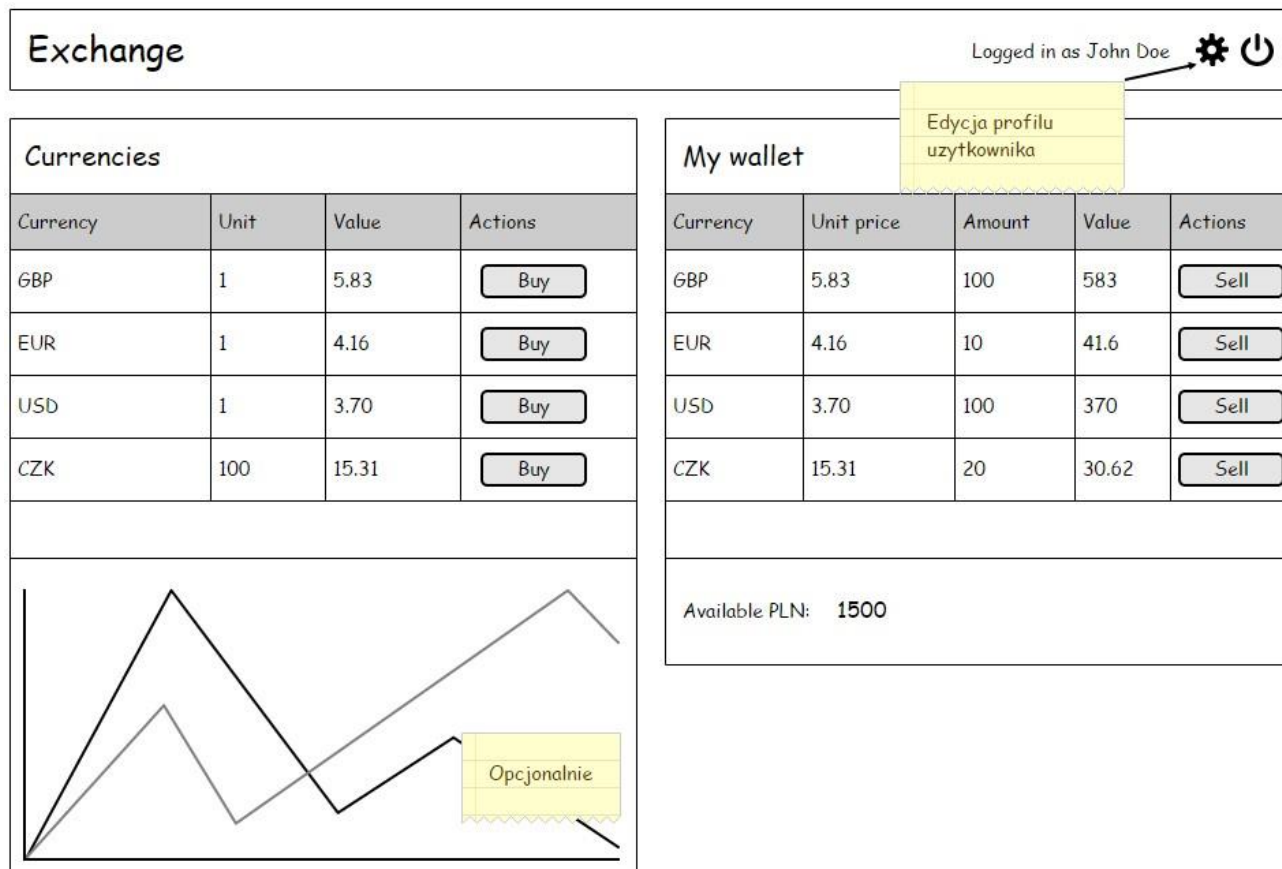 Exchange
Logged in as John Doe
Edycja profilu
uzytkownika
Currencies
Currency Unit Value Actions
GBP 1 5.83 Buy
EUR 1 4.16 Buy
USD 1 3.70 Buy
CZK 100 15.31 Buy
Opcjonalnie
My wallet
Currency Unit price Amount Value Actions
GBP 5.83 100 583 Sell
EUR 4.16 10 41.6 Sell
USD 3.70 100 370 Sell
CZK 15.31 20 30.62 Sell
Available PLN: 1500